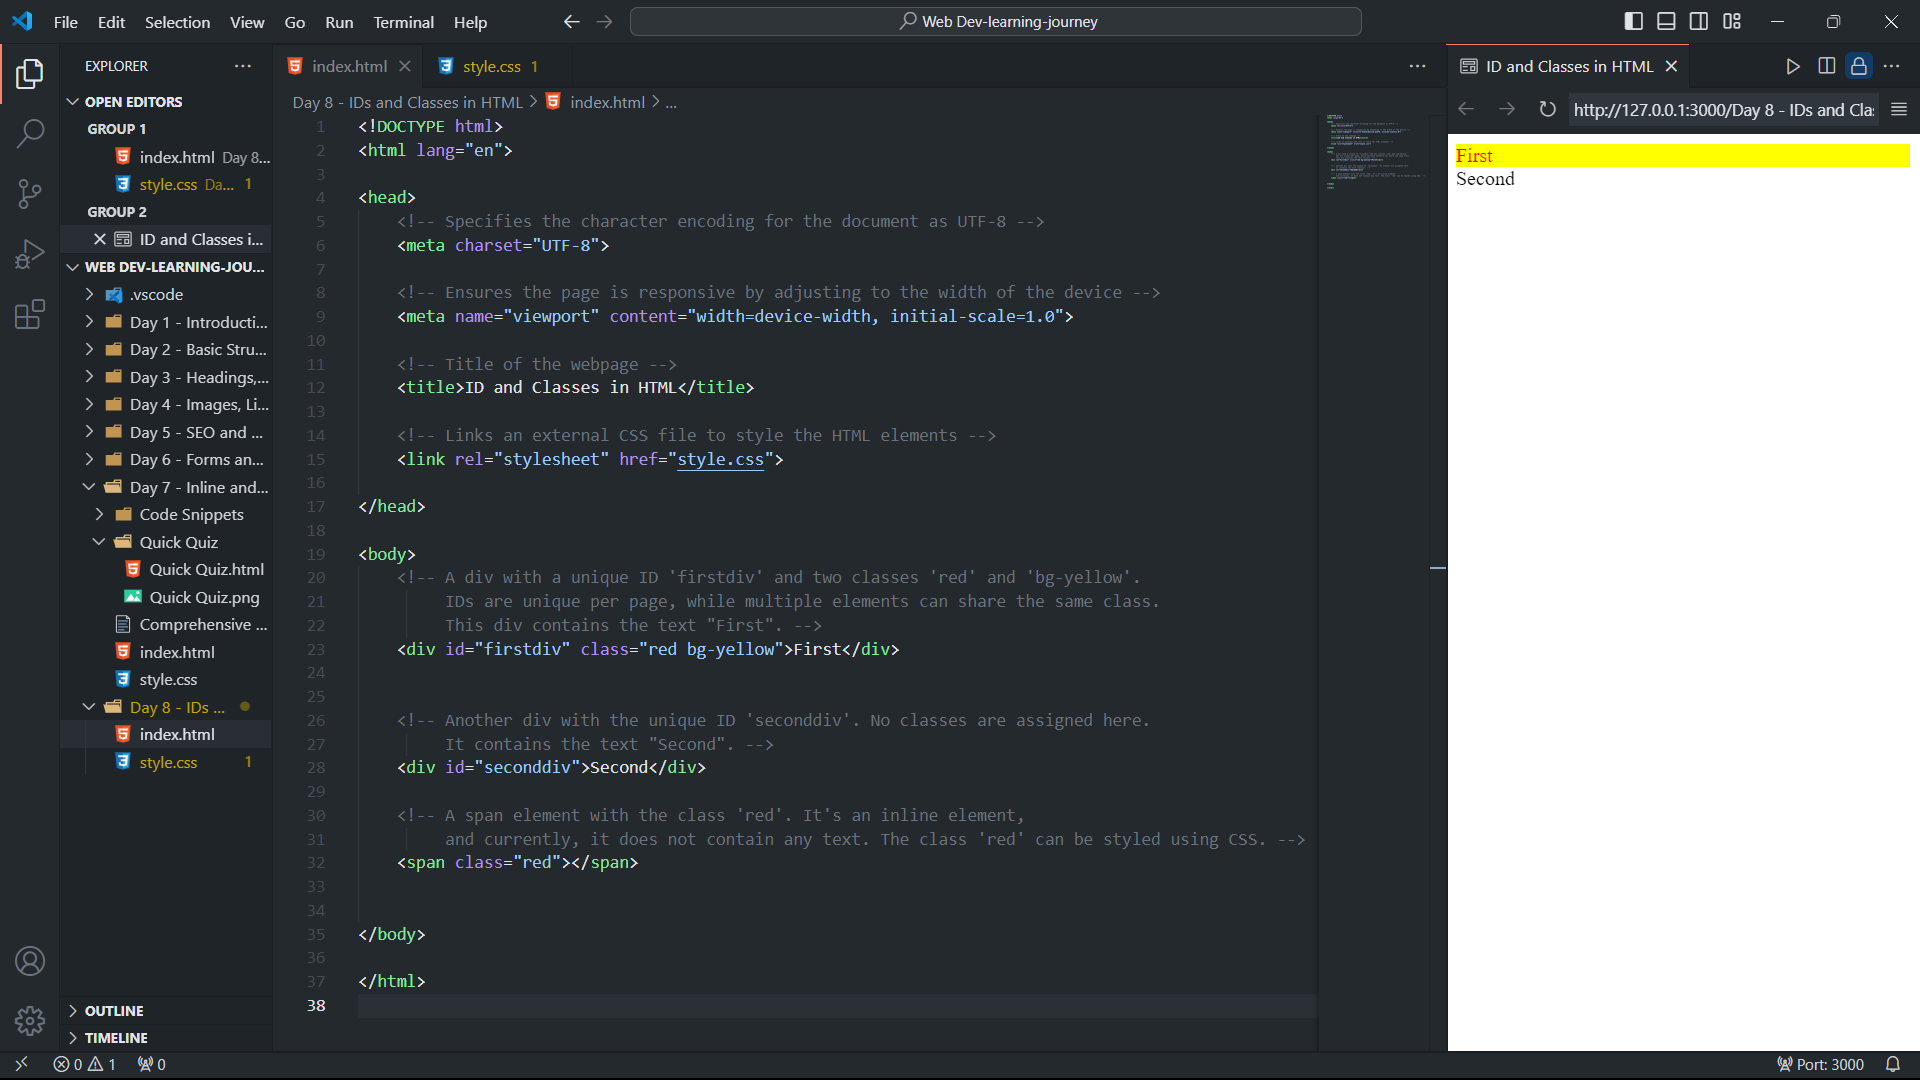 File Edit Selection View Go Run Terminal Help
Web Dev-learning-journey
EXPLORER
OPEN EDITORS
GROUP 1
index.html Day 8...
style.css Da... 1
GROUP 2
ID and Classes i...
WEB DEV-LEARNING-JOU...
.vscode
Day 1 - Introducti...
Day 2 - Basic Stru...
Day 3 - Headings,...
Day 4 - Images, Li...
Day 5 - SEO and ...
Day 6 - Forms an...
Day 7 - Inline and...
Code Snippets
Quick Quiz
Quick Quiz.html
Quick Quiz.png
Comprehensive ...
index.html
style.css
Day 8 - IDs ...
index.html
style.css 1
OUTLINE
TIMELINE
index.html
style.css 1
Day 8 - IDs and Classes in HTML > index.html > ...
1 <!DOCTYPE html>
2 <html lang="en">
3
4 <head>
5 <!-- Specifies the character encoding for the document as UTF-8 -->
6 <meta charset="UTF-8">
7
8 <!-- Ensures the page is responsive by adjusting to the width of the device -->
9 <meta name="viewport" content="width=device-width, initial-scale=1.0">
10
11 <!-- Title of the webpage -->
12 <title>ID and Classes in HTML</title>
13
14 <!-- Links an external CSS file to style the HTML elements -->
15 <link rel="stylesheet" href="style.css">
16
17 </head>
18
19 <body>
20 <!-- A div with a unique ID 'firstdiv' and two classes 'red' and 'bg-yellow'.
21 IDs are unique per page, while multiple elements can share the same class.
22 This div contains the text "First". -->
23 <div id="firstdiv" class="red bg-yellow">First</div>
24
25
26 <!-- Another div with the unique ID 'seconddiv'. No classes are assigned here.
27 It contains the text "Second". -->
28 <div id="seconddiv">Second</div>
29
30 <!-- A span element with the class 'red'. It's an inline element,
31 and currently, it does not contain any text. The class 'red' can be styled using CSS. -->
32 <span class="red"></span>
33
34
35 </body>
36
37 </html>
38
ID and Classes in HTML
http://127.0.0.1:3000/Day 8 - IDs and Cla
First
Second
0 1 0
Port: 3000